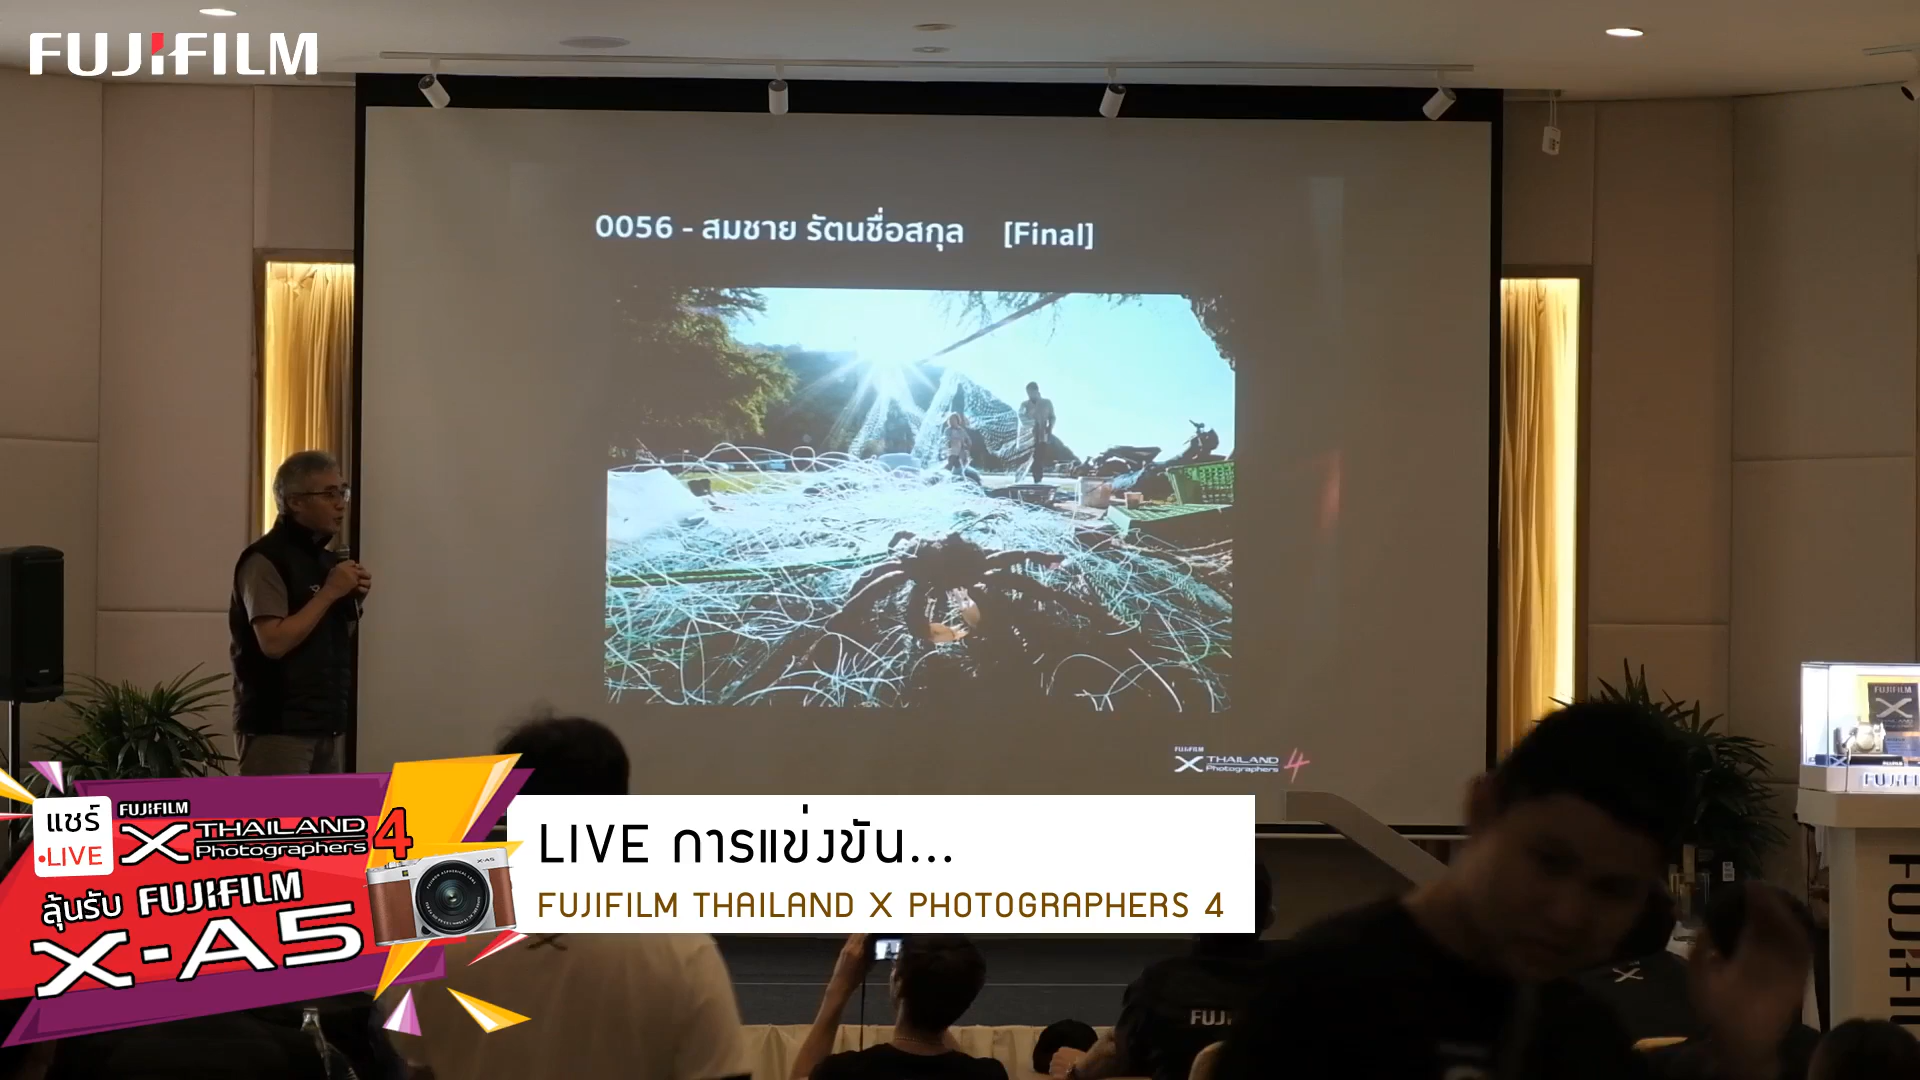 FUJIFILM
0056 - สมชาย รัตนชื่อสกุล [Final]
FUJIFILM
X THAILAND 4
Photographers
แชร์
•LIVE
FUJIFILM
X THAILAND 4
Photographers
ลุ้นรับ FUJIFILM
X-A5
X-A5
LIVE การแข่งขัน...
FUJIFILM THAILAND X PHOTOGRAPHERS 4
FUJIFILM
X
FUJI
X